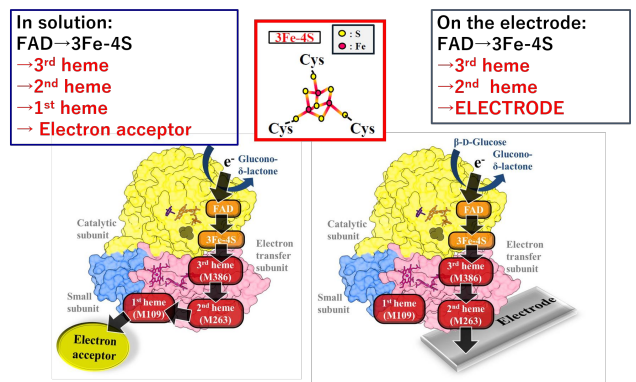 In solution:
FAD→3Fe-4S
→3rd heme
→2nd heme
→1st heme
→ Electron acceptor
3Fe-4S
: S
: Fe
Cys
Cys
Cys
On the electrode:
FAD→3Fe-4S
→3rd heme
→2nd heme
→ELECTRODE
e-
Glucono-
δ-lactone
FAD
Catalytic
subunit
3Fe-4S
Electron
transfer
subunit
3rd heme
(M386)
Small
subunit
1st heme
(M109)
2nd heme
(M263)
Electron
acceptor
β-D-Glucose
e-
Glucono-
δ-lactone
FAD
Catalytic
subunit
3Fe-4S
Electron
transfer
subunit
3rd heme
(M386)
Small
subunit
1st heme
(M109)
2nd heme
(M263)
Electrode